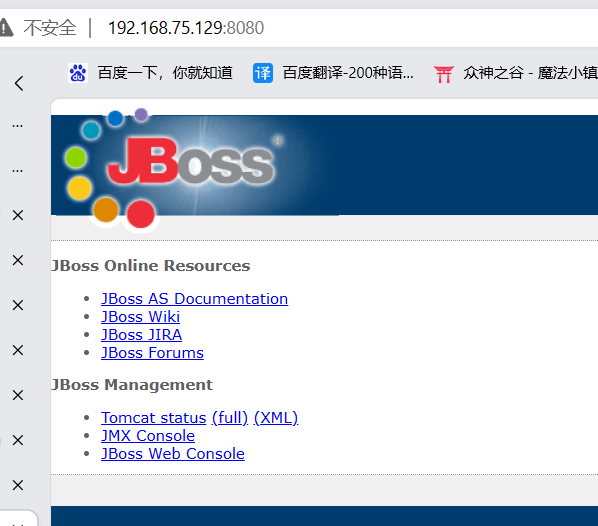 不安全 | 192.168.75.129:8080
百度一下，你就知道 译 百度翻译-200种语... 众神之谷 - 魔法小镇
JBoss®
JBoss Online Resources
JBoss AS Documentation
JBoss Wiki
JBoss JIRA
JBoss Forums
JBoss Management
Tomcat status (full) (XML)
JMX Console
JBoss Web Console